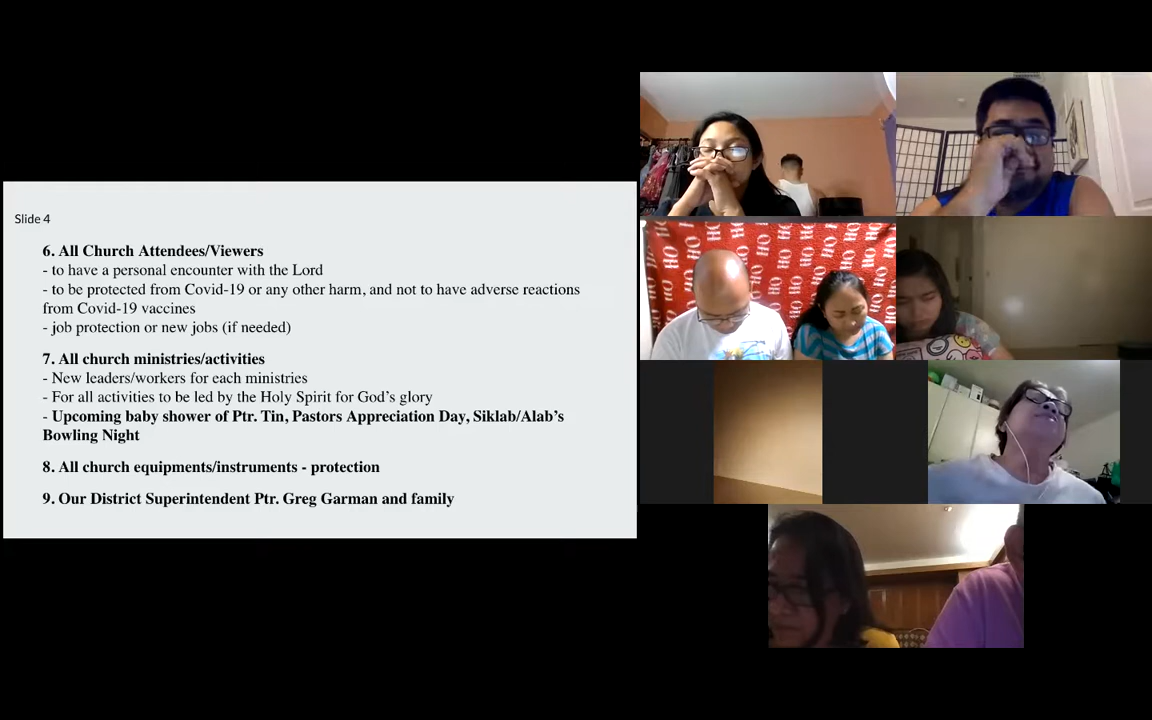 Slide 4
6. All Church Attendees/Viewers
- to have a personal encounter with the Lord
- to be protected from Covid-19 or any other harm, and not to have adverse reactions
from Covid-19 vaccines
- job protection or new jobs (if needed)
7. All church ministries/activities
- New leaders/workers for each ministries
- For all activities to be led by the Holy Spirit for God's glory
- Upcoming baby shower of Ptr. Tin, Pastors Appreciation Day, Siklab/Alab's
Bowling Night
8. All church equipments/instruments - protection
9. Our District Superintendent Ptr. Greg Garman and family
HO HO HO